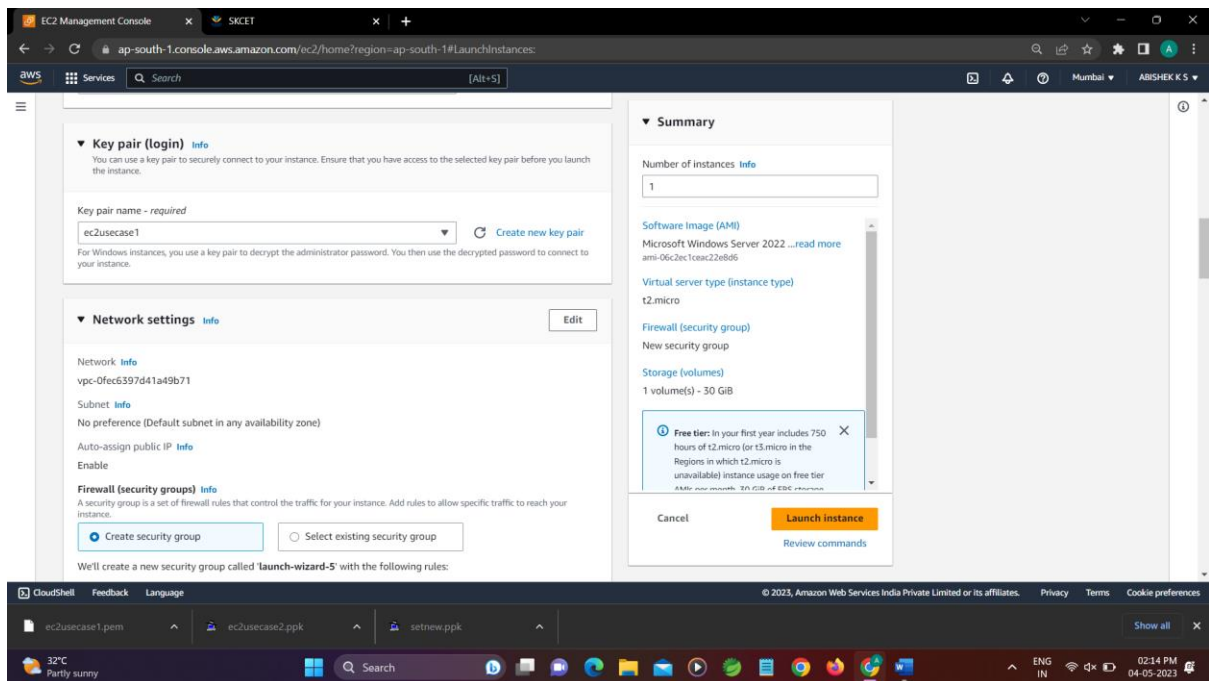 EC2 Management Console
SKCET
ap-south-1.console.aws.amazon.com/ec2/home?region=ap-south-1#LaunchInstances:
aws
Services
Search
[Alt+S]
Mumbai
ABISHEK K S
Key pair (login) Info
You can use a key pair to securely connect to your instance. Ensure that you have access to the selected key pair before you launch
the instance.
Key pair name - required
ec2usecase1
Create new key pair
For Windows instances, you use a key pair to decrypt the administrator password. You then use the decrypted password to connect to
your instance.
Network settings Info
Edit
Network Info
vpc-0fec6397d41a49b71
Subnet Info
No preference (Default subnet in any availability zone)
Auto-assign public IP Info
Enable
Firewall (security groups) Info
A security group is a set of firewall rules that control the traffic for your instance. Add rules to allow specific traffic to reach your
instance.
Create security group
Select existing security group
We'll create a new security group called 'launch-wizard-5' with the following rules:
Summary
Number of instances Info
1
Software Image (AMI)
Microsoft Windows Server 2022 ...read more
ami-06c2ec1ceac22e8d6
Virtual server type (instance type)
t2.micro
Firewall (security group)
New security group
Storage (volumes)
1 volume(s) - 30 GiB
Free tier: In your first year includes 750
hours of t2.micro (or t3.micro in the
Regions in which t2.micro is
unavailable) instance usage on free tier
AMIs per month, 30 GiB of EBS storage,
Cancel
Launch instance
Review commands
CloudShell
Feedback
Language
© 2023, Amazon Web Services India Private Limited or its affiliates.
Privacy
Terms
Cookie preferences
ec2usecase1.pem
ec2usecase2.ppk
setnew.ppk
Show all
32°C
Partly sunny
Search
ENG
IN
02:14 PM
04-05-2023